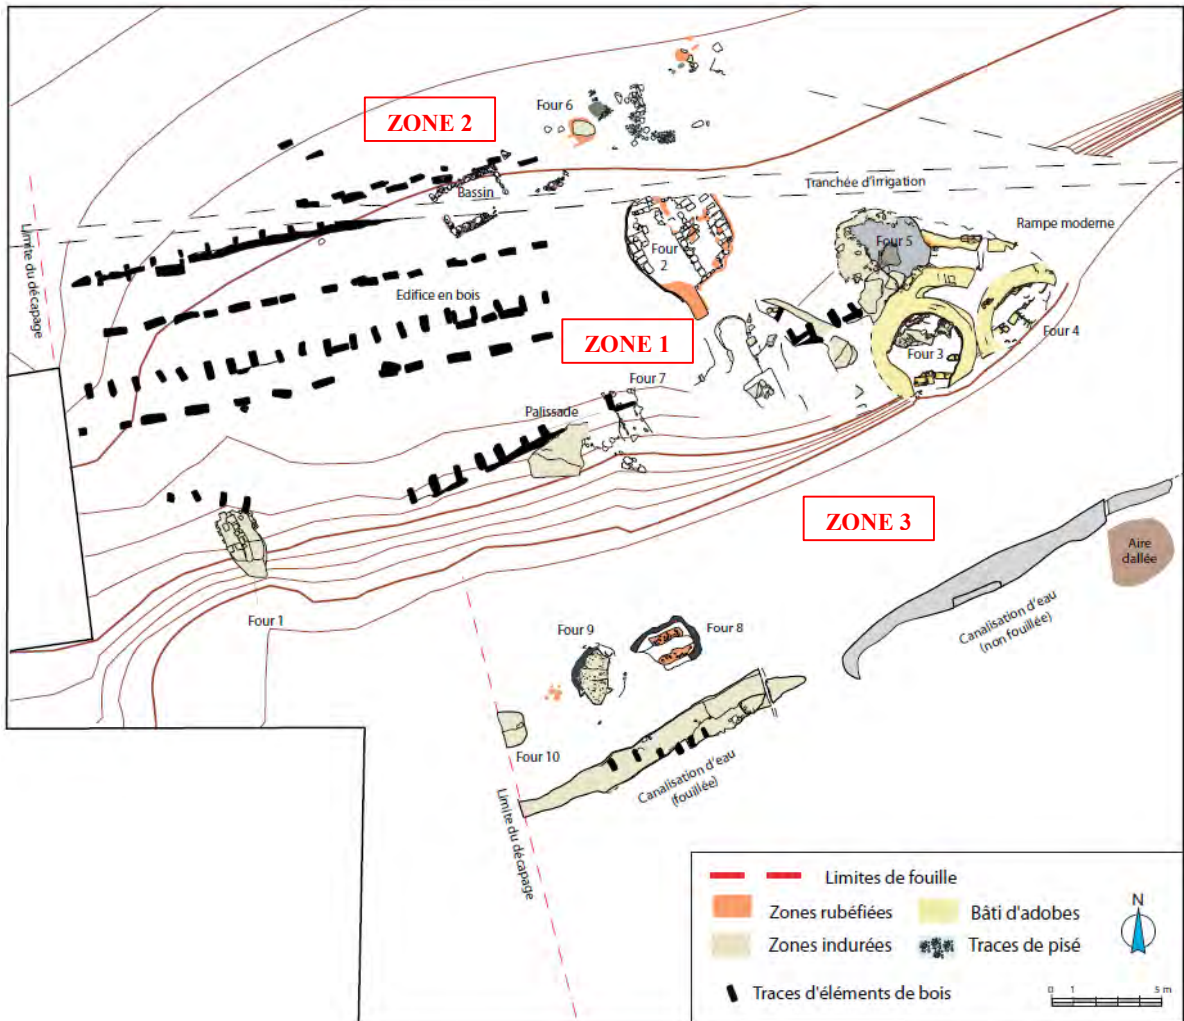 Four 6
ZONE 2
Bassin
Tranchée d'irrigation
Limite du décapage
Four
2
Four 5
Rampe moderne
Edifice en bois
ZONE 1
Four 3
Four 4
Four 7
Palissade
ZONE 3
Aire
dallée
Four 1
Canalisation d'eau
(non fouillée)
Four 9
Four 8
Four 10
Canalisation d'eau
(fouillée)
Limite du décapage
Limites de fouille
Zones rubéfiées
Bâti d'adobes
N
Zones indurées
Traces de pisé
Traces d'éléments de bois
0 1 5 m